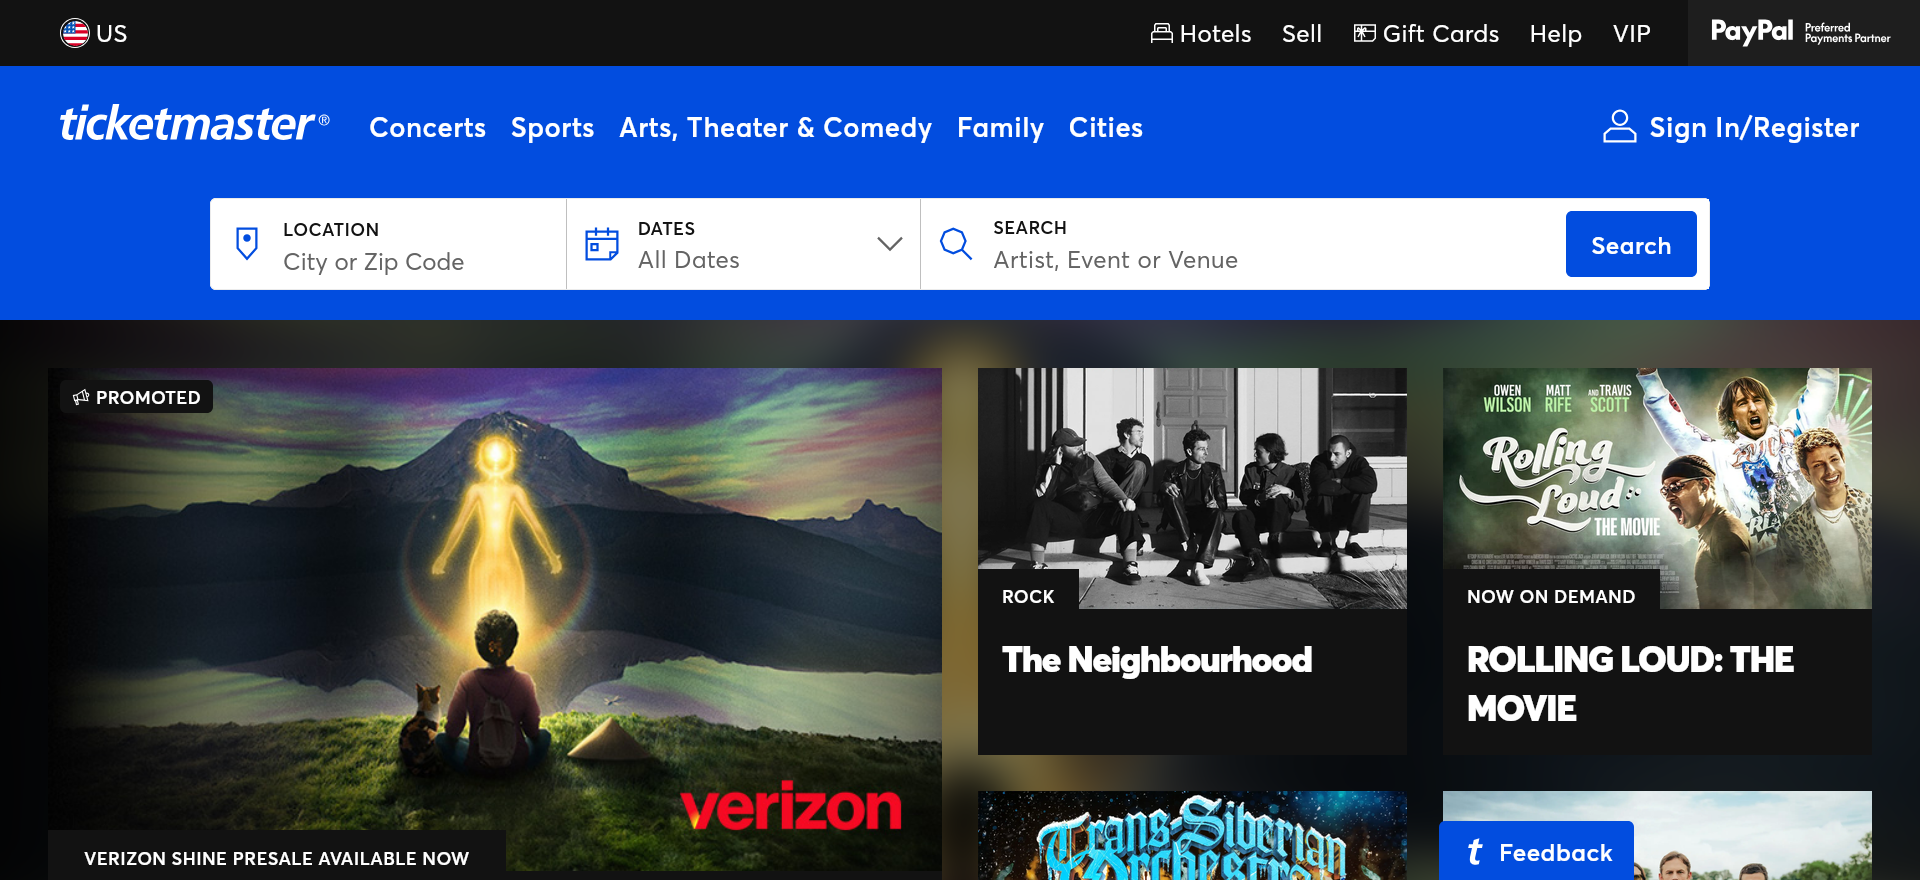 US
Hotels
Sell
Gift Cards
Help
VIP
PayPal
Preferred
Payments Partner
ticketmaster®
Concerts
Sports
Arts, Theater & Comedy
Family
Cities
Sign In/Register
LOCATION
City or Zip Code
DATES
All Dates
SEARCH
Artist, Event or Venue
Search
PROMOTED
verizon
VERIZON SHINE PRESALE AVAILABLE NOW
ROCK
The Neighbourhood
OWEN
WILSON
MATT
RIFE
AND TRAVIS
SCOTT
Rolling
Loud
THE MOVIE
NOW ON DEMAND
ROLLING LOUD: THE
MOVIE
Trans-Siberian
Orchestra
t Feedback